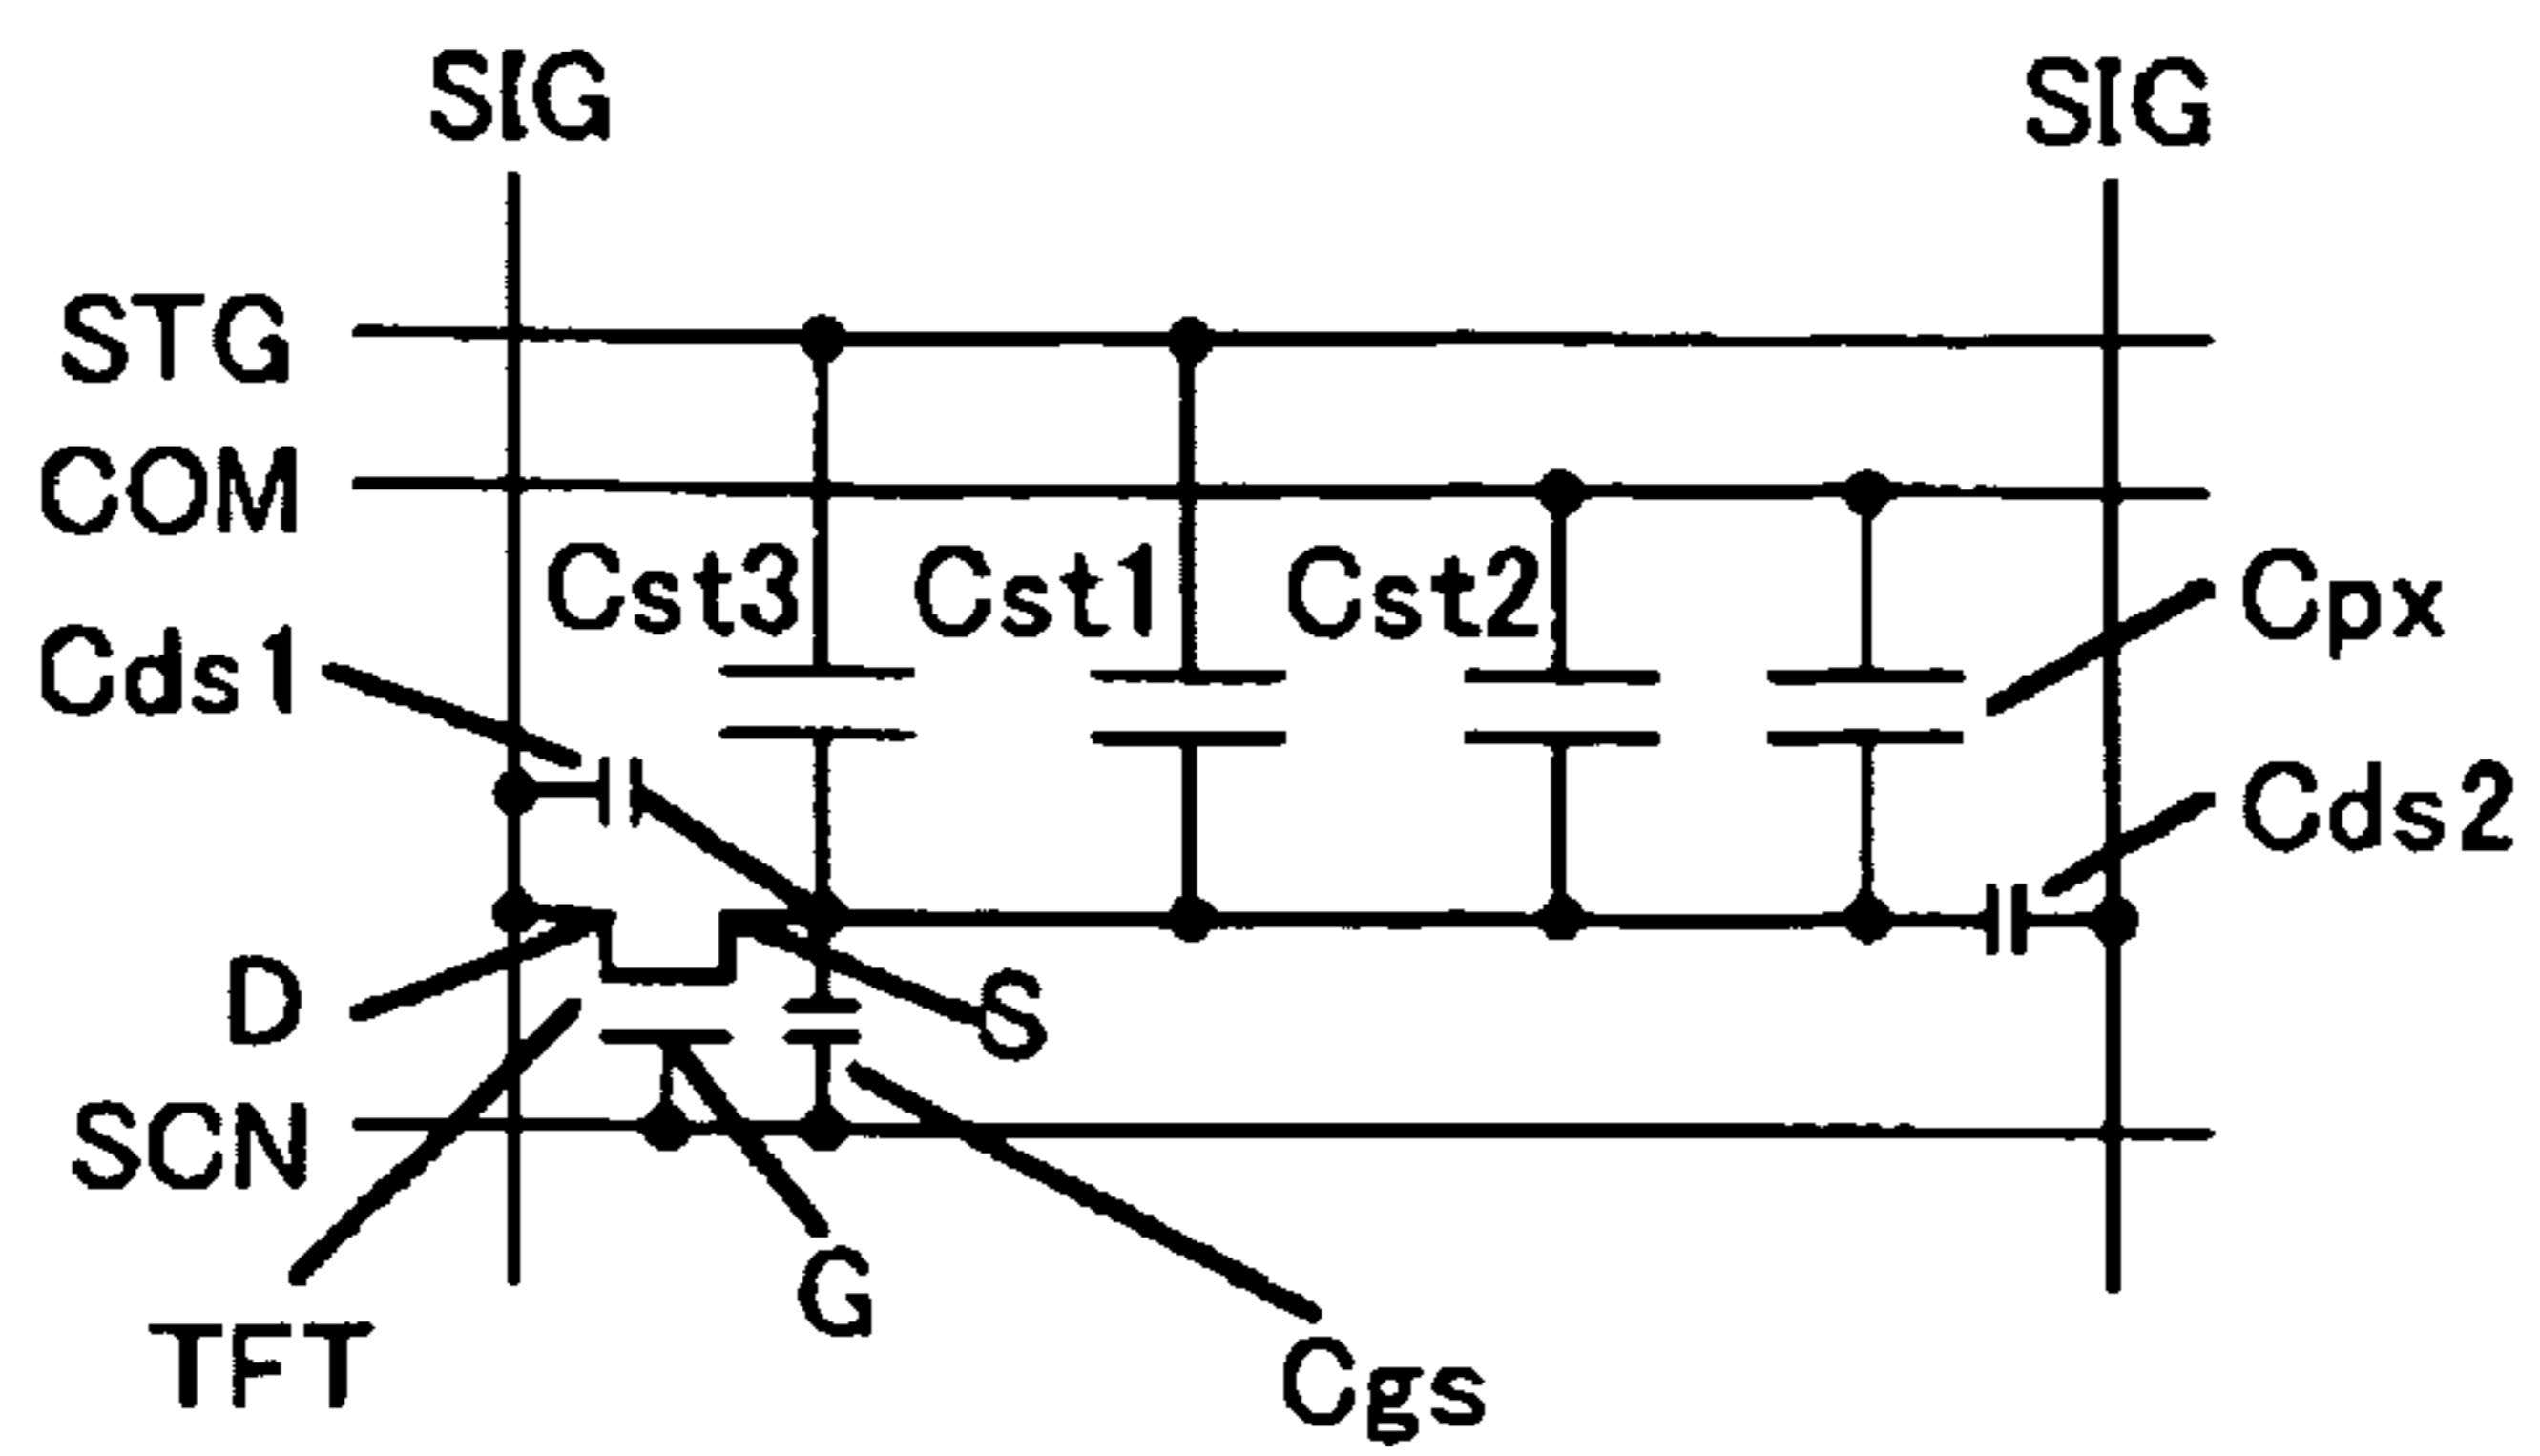 SIG SIG
STG
COM
Cst3 Cst1 Cst2 Cpx
Cds1
Cds2
D S
SCN
G
TFT
Cgs